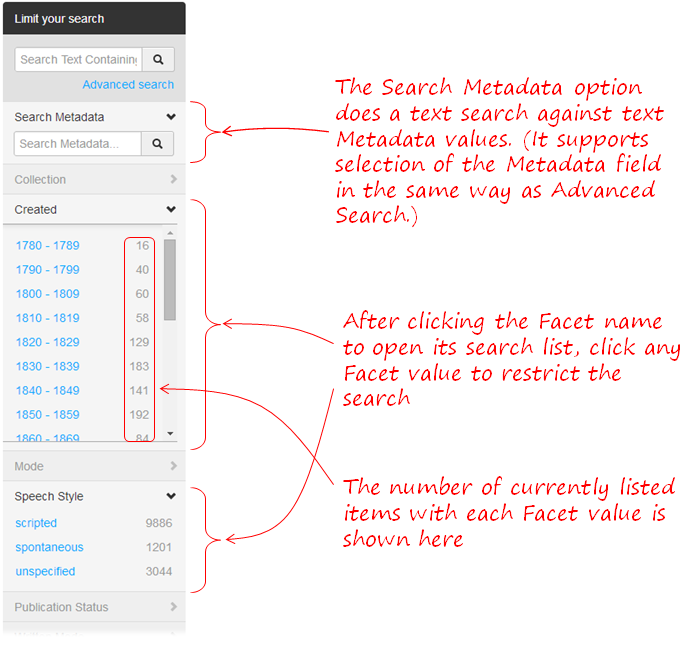 Limit your search
Search Text Containing
Advanced search
Search Metadata
Search Metadata...
Collection
Created
1780 - 1789 16
1790 - 1799 40
1800 - 1809 60
1810 - 1819 58
1820 - 1829 129
1830 - 1839 183
1840 - 1849 141
1850 - 1859 192
1860 - 1869 84
Mode
Speech Style
scripted 9886
spontaneous 1201
unspecified 3044
Publication Status
The Search Metadata option
does a text search against text
Metadata values. (It supports
selection of the Metadata field
in the same way as Advanced
Search.)
After clicking the Facet name
to open its search list, click any
Facet value to restrict the
search
The number of currently listed
items with each Facet value is
shown here